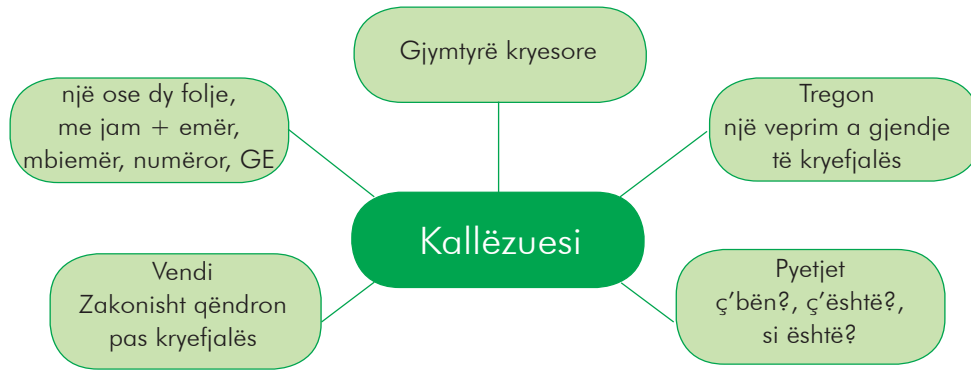 Gjymtyrë kryesore
një ose dy folje,
me jam + emër,
mbiemër, numëror, GE
Tregon
një veprim a gjendje
të kryefjalës
Kallëzuesi
Vendi
Zakonisht qëndron
pas kryefjalës
Pyetjet
ç'bën?, ç'është?,
si është?